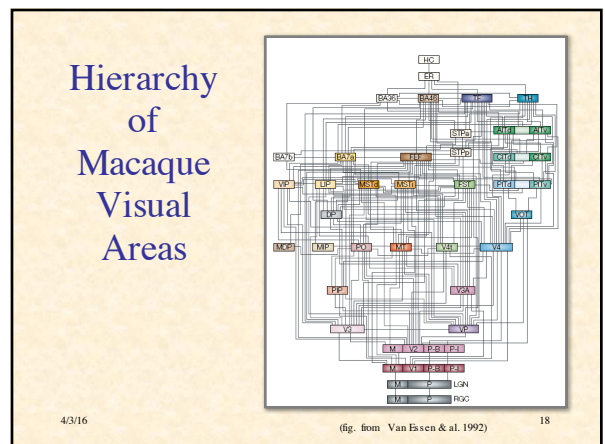 Hierarchy
of
Macaque
Visual
Areas
HC
ER
BA36 BA46 TF TH
STPa AITd AITv
BA7b BA7a FEF STPp CITd CITv
VIP LIP MSTd MSTl FST PITd PITv
DP VOT
MDP MIP PO MT V4t V4
PIP V3A
V3 VP
M V2 P-B P-I
M V1 P-B P-I
M P LGN
M P RGC
4/3/16 (fig. from Van Essen & al. 1992) 18